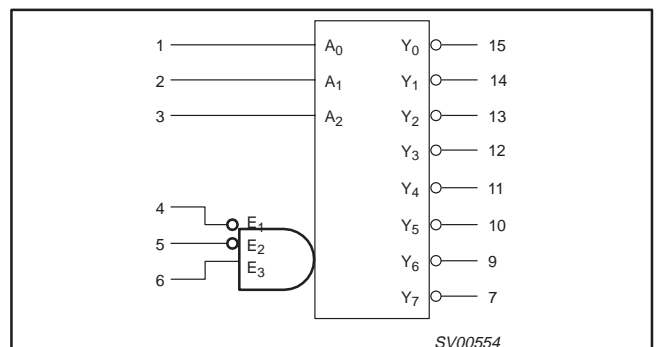 1 A₀ Y₀ 15
2 A₁ Y₁ 14
3 A₂ Y₂ 13
Y₃ 12
Y₄ 11
4 E₁
Y₅ 10
5 E₂
E₃ Y₆ 9
6
Y₇ 7
SV00554